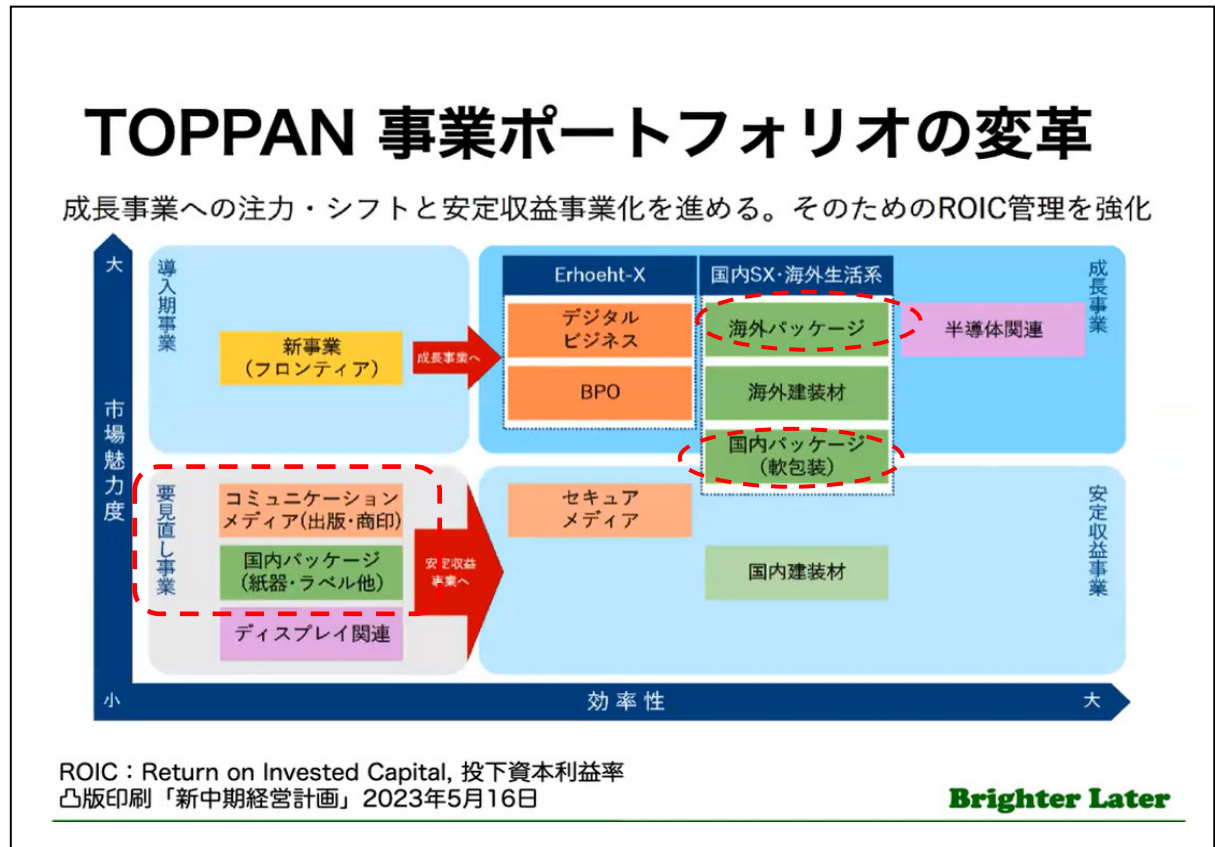 TOPPAN 事業ポートフォリオの変革
成長事業への注力・シフトと安定収益事業化を進める。そのためのROIC管理を強化
大
市場魅力度
小
導入期事業
新事業
(フロンティア)
成長事業へ
Erhoeht-X
デジタル
ビジネス
BPO
国内SX・海外生活系
海外パッケージ
海外建装材
国内パッケージ
(軟包装)
半導体関連
成長事業
要見直し事業
コミュニケーション
メディア(出版・商印)
国内パッケージ
(紙器・ラベル他)
ディスプレイ関連
安定収益
事業へ
セキュア
メディア
国内建装材
安定収益事業
効率性
大
ROIC：Return on Invested Capital, 投下資本利益率
凸版印刷「新中期経営計画」2023年5月16日
Brighter Later